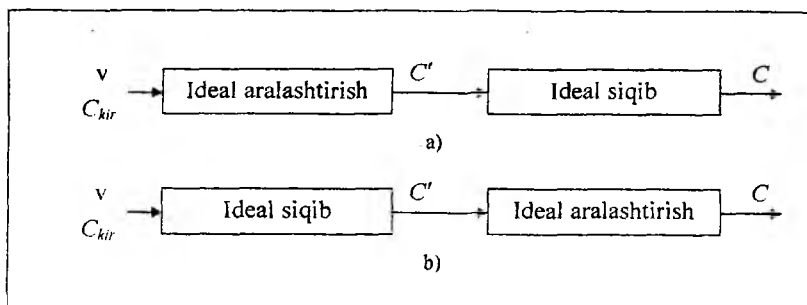 v C' C
Ideal aralashtirish Ideal siqib
C_kir
a)
v C' C
Ideal siqib Ideal aralashtirish
C_kir
b)